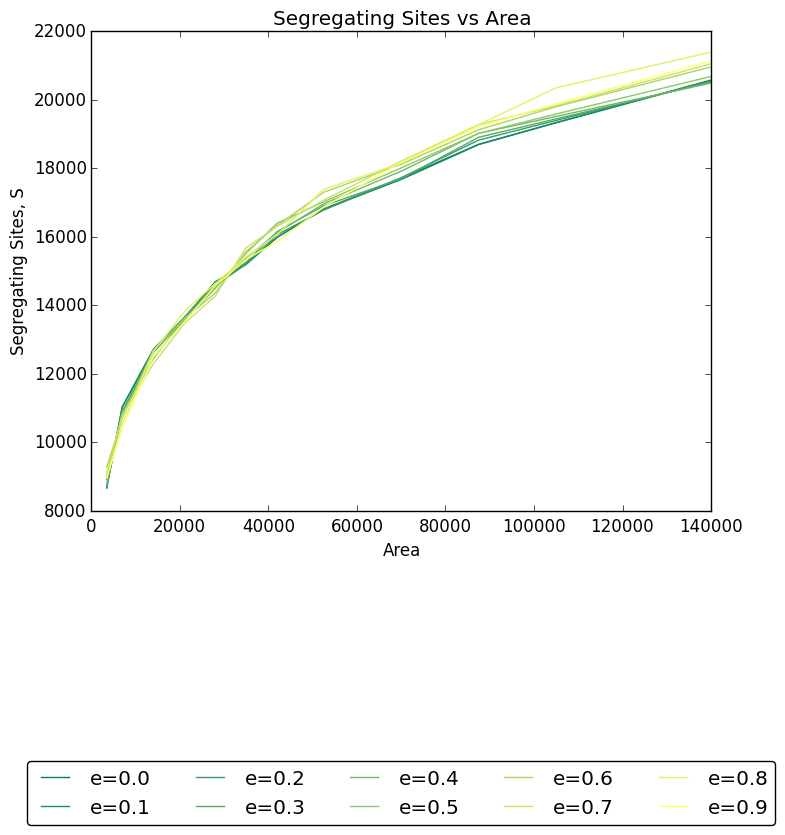 Segregating Sites vs Area
22000
20000
18000
16000
14000
12000
10000
8000
Segregating Sites, S
0 20000 40000 60000 80000 100000 120000 140000
Area
e=0.0 e=0.2 e=0.4 e=0.6 e=0.8
e=0.1 e=0.3 e=0.5 e=0.7 e=0.9